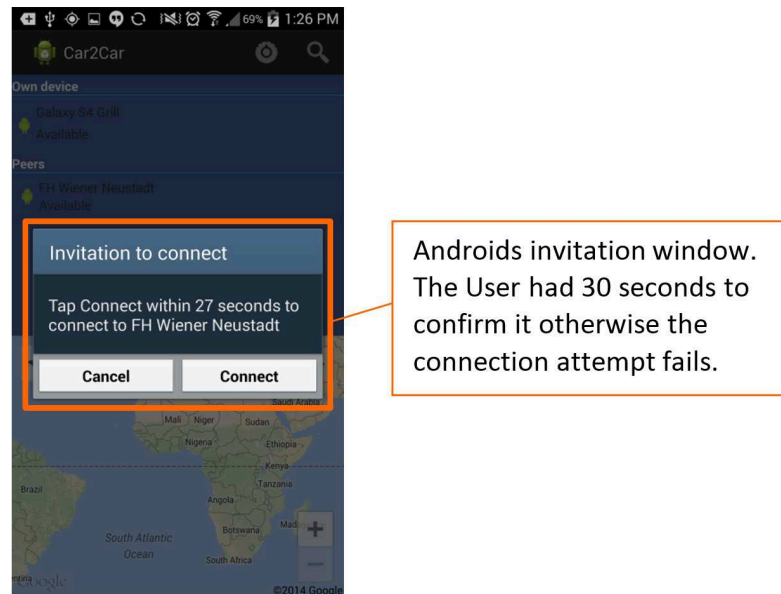 69% 1:26 PM
Car2Car
Own device
Galaxy S4 Grill
Available
Peers
FH Wiener Neustadt
Available
Invitation to connect
Tap Connect within 27 seconds to
connect to FH Wiener Neustadt
Cancel Connect
Androids invitation window.
The User had 30 seconds to
confirm it otherwise the
connection attempt fails.
Saudi Arabia
Mali Niger Sudan
Nigeria Ethiopia
Kenya
Tanzania
Brazil
Angola
Botswana
South Atlantic
Ocean
South Africa
Google
©2014 Google